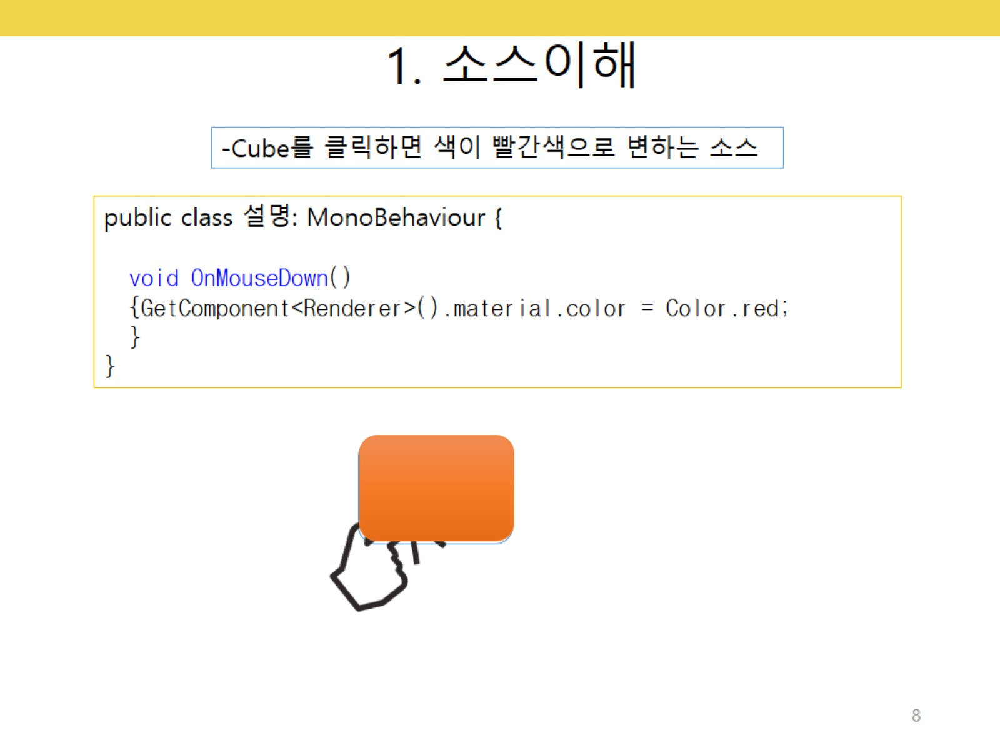 1. 소스이해
-Cube를 클릭하면 색이 빨간색으로 변하는 소스
public class 설명: MonoBehaviour {
void OnMouseDown()
{GetComponent<Renderer>().material.color = Color.red;
}
}
8